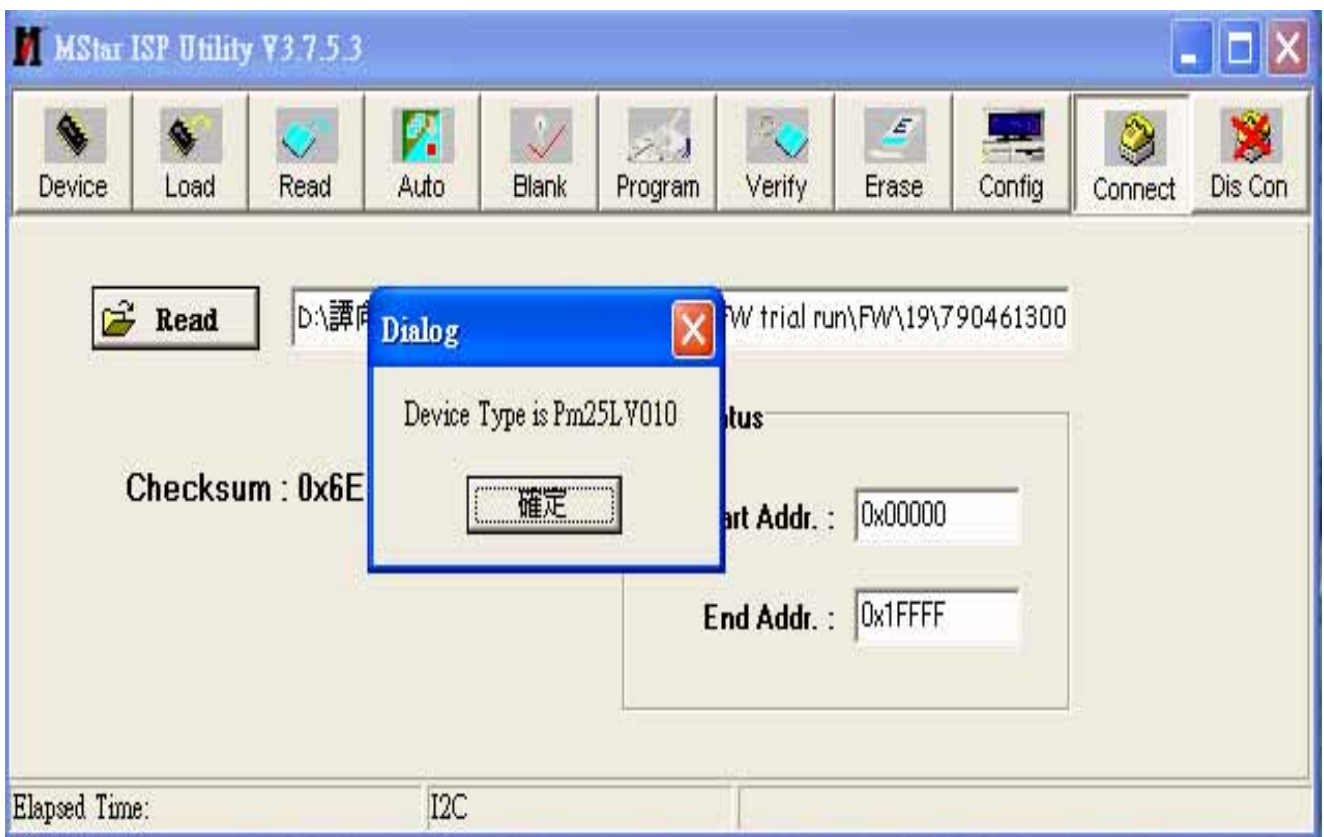 MStar ISP Utility V3.7.5.3
Device Load Read Auto Blank Program Verify Erase Config Connect Dis Con
Read
D:\譚 FW trial run\FW\19\790461300
Dialog
Device Type is Pm25LV010
確定
Checksum : 0x6E
tus
art Addr. : 0x00000
End Addr. : 0x1FFFF
Elapsed Time:
I2C